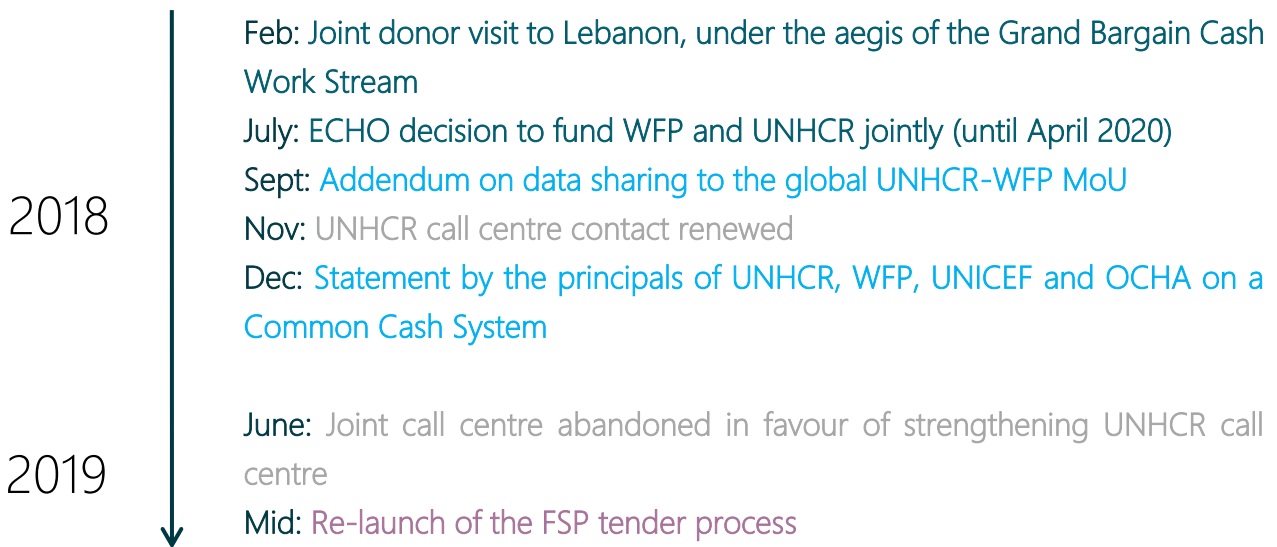 Feb: Joint donor visit to Lebanon, under the aegis of the Grand Bargain Cash
Work Stream
July: ECHO decision to fund WFP and UNHCR jointly (until April 2020)
Sept: Addendum on data sharing to the global UNHCR-WFP MoU
2018
Nov: UNHCR call centre contact renewed
Dec: Statement by the principals of UNHCR, WFP, UNICEF and OCHA on a
Common Cash System
June: Joint call centre abandoned in favour of strengthening UNHCR call
centre
2019
Mid: Re-launch of the FSP tender process